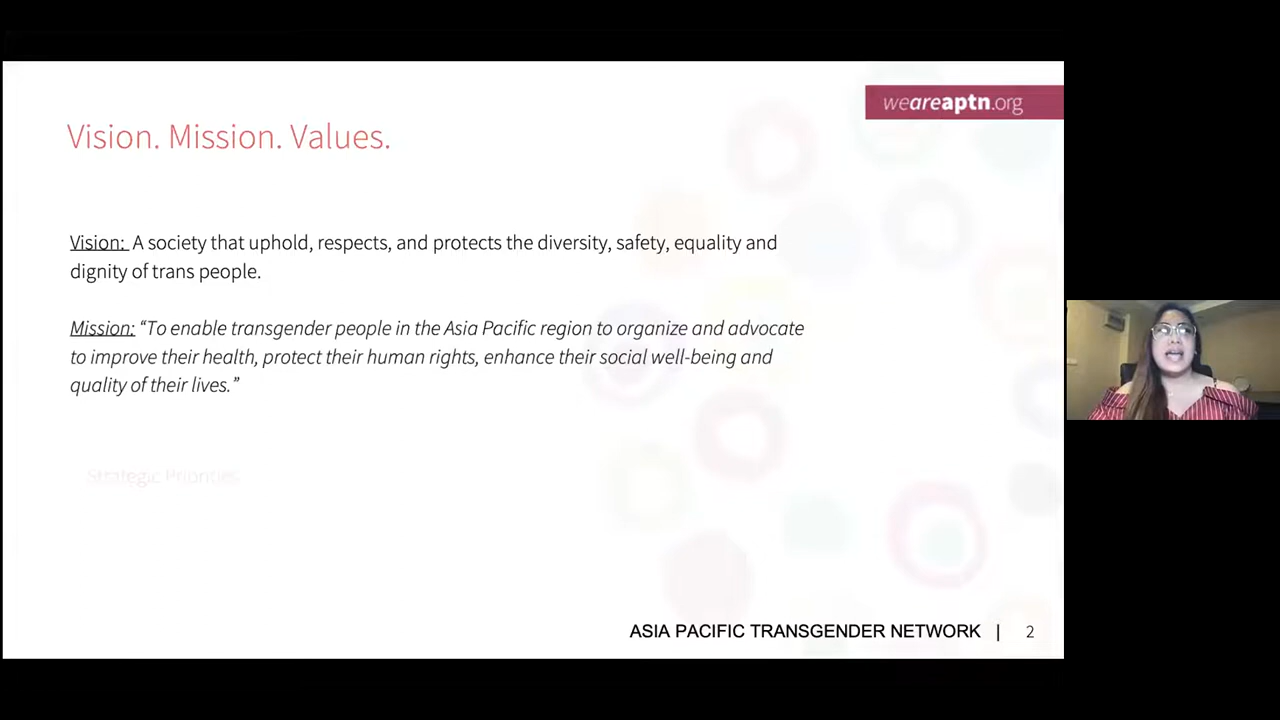 weareaptn.org
Vision. Mission. Values.
Vision: A society that uphold, respects, and protects the diversity, safety, equality and
dignity of trans people.
Mission: “To enable transgender people in the Asia Pacific region to organize and advocate
to improve their health, protect their human rights, enhance their social well-being and
quality of their lives.”
Strategic Priorities
ASIA PACIFIC TRANSGENDER NETWORK | 2